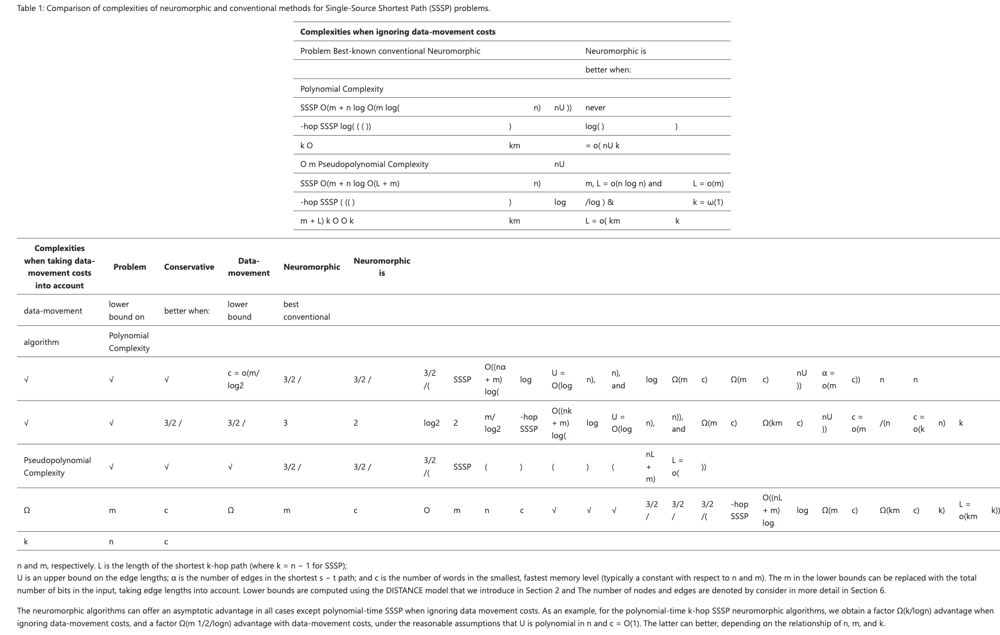 Table 1: Comparison of complexities of neuromorphic and conventional methods for Single-Source Shortest Path (SSSP) problems.
Complexities when ignoring data-movement costs
Problem Best-known conventional Neuromorphic Neuromorphic is
better when:
Polynomial Complexity
SSSP O(m + n log O(m log( n) nU )) never
-hop SSSP log( ( ( )) ) log( ) )
k O km = o( nU k
O m Pseudopolynomial Complexity nU
SSSP O(m + n log O(L + m) n) m, L = o(n log n) and L = o(m)
-hop SSSP ( (( ) ) log /log ) & k = ω(1)
m + L) k O O k km L = o( km k
Complexities
when taking data-
movement costs
into account
Problem
Conservative
Data-
movement
Neuromorphic
Neuromorphic
is
data-movement
lower
bound on
better when:
lower
bound
best
conventional
algorithm
Polynomial
Complexity
√
√
√
c = o(m/
log2
3/2 /
3/2 /
3/2
/(
SSSP
O((nα
+ m)
log(
log
U =
O(log
n),
n),
and
log
Ω(m
c)
Ω(m
c)
nU
))
α =
o(m
c))
n
n
√
√
3/2 /
3/2 /
3
2
log2
2
m/
log2
-hop
SSSP
O((nk
+ m)
log(
log
U =
O(log
n),
n)),
and
Ω(m
c)
Ω(km
c)
nU
))
c =
o(m
/(n
c =
o(k
n)
k
Pseudopolynomial
Complexity
√
√
√
3/2 /
3/2 /
3/2
/(
SSSP
(
)
(
)
(
nL
+
m)
L =
o(
))
Ω
m
c
Ω
m
c
O
m
n
c
√
√
√
3/2
/
3/2
/
3/2
/(
-hop
SSSP
O((nL
+ m)
log
log
Ω(m
c)
Ω(km
c)
k)
L =
o(km
k))
k
n
c
n and m, respectively. L is the length of the shortest k-hop path (where k = n − 1 for SSSP);
U is an upper bound on the edge lengths; α is the number of edges in the shortest s − t path; and c is the number of words in the smallest, fastest memory level (typically a constant with respect to n and m). The m in the lower bounds can be replaced with the total
number of bits in the input, taking edge lengths into account. Lower bounds are computed using the DISTANCE model that we introduce in Section 2 and The number of nodes and edges are denoted by consider in more detail in Section 6.
The neuromorphic algorithms can offer an asymptotic advantage in all cases except polynomial-time SSSP when ignoring data movement costs. As an example, for the polynomial-time k-hop SSSP neuromorphic algorithms, we obtain a factor Ω(k/logn) advantage when
ignoring data-movement costs, and a factor Ω(m 1/2/logn) advantage with data-movement costs, under the reasonable assumptions that U is polynomial in n and c = O(1). The latter can better, depending on the relationship of n, m, and k.